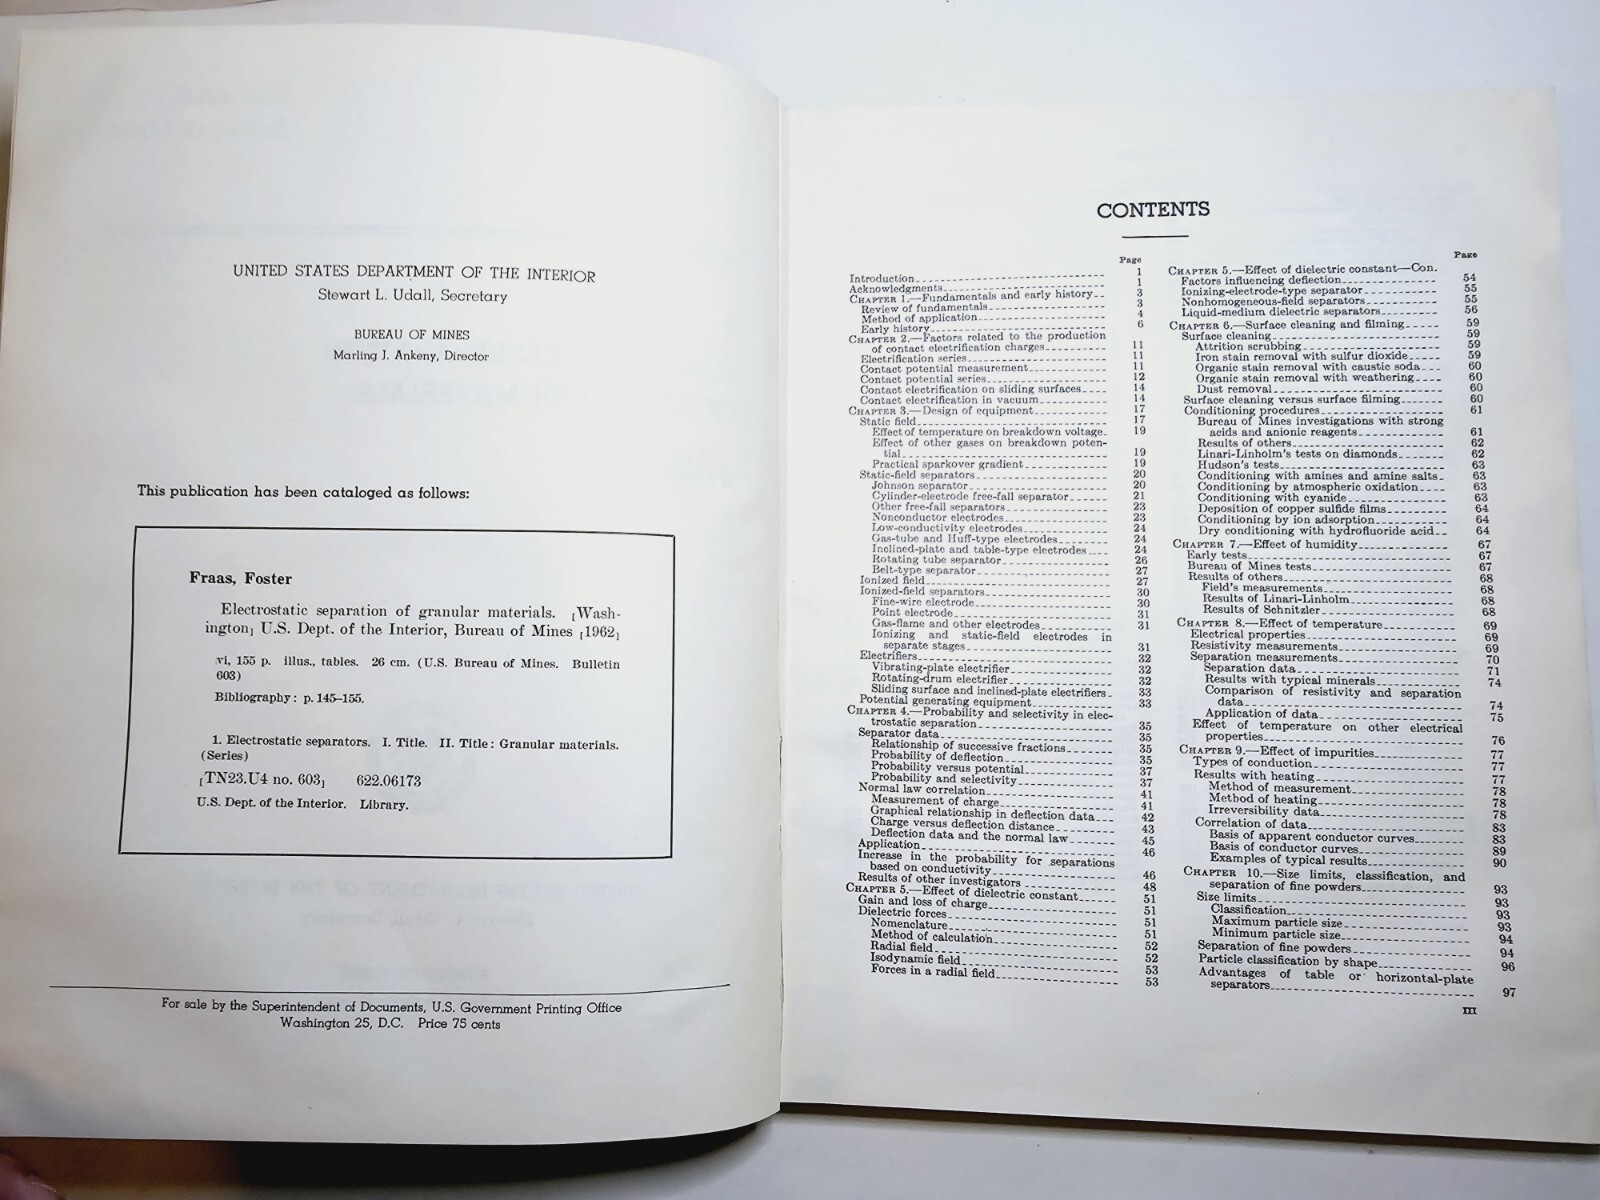 UNITED STATES DEPARTMENT OF THE INTERIOR
Stewart L. Udall, Secretary
BUREAU OF MINES
Marling J. Ankeny, Director
This publication has been cataloged as follows:
Fraas, Foster
Electrostatic separation of granular materials. [Wash-
ington] U.S. Dept. of the Interior, Bureau of Mines [1962]
vi, 155 p. illus., tables. 26 cm. (U.S. Bureau of Mines. Bulletin
603)
Bibliography: p. 145-155.
1. Electrostatic separators. I. Title. II. Title: Granular materials.
(Series)
[TN23.U4 no. 603] 622.06173
U.S. Dept. of the Interior. Library.
For sale by the Superintendent of Documents, U.S. Government Printing Office
Washington 25, D.C. Price 75 cents
CONTENTS
Page
Introduction 1
Acknowledgments 1
CHAPTER 1.—Fundamentals and early history 3
Review of fundamentals 3
Method of application 4
Early history 6
CHAPTER 2.—Factors related to the production
of contact electrification charges 11
Electrification series 11
Contact potential measurement 11
Contact potential series 12
Contact electrification on sliding surfaces 14
Contact electrification in vacuum 14
CHAPTER 3.—Design of equipment 17
Static field 17
Effect of temperature on breakdown voltage 19
Effect of other gases on breakdown poten-
tial 19
Practical sparkover gradient 19
Static-field separators 20
Johnson separator 20
Cylinder-electrode free-fall separator 21
Other free-fall separators 23
Nonconductor electrodes 23
Low-conductivity electrodes 24
Gas-tube and Huff-type electrodes 24
Inclined-plate and table-type electrodes 24
Rotating tube separator 26
Belt-type separator 27
Ionized field 27
Ionized-field separators 30
Fine-wire electrode 30
Point electrode 31
Gas-flame and other electrodes 31
Ionizing and static-field electrodes in
separate stages 31
Electrifiers 32
Vibrating-plate electrifier 32
Rotating-drum electrifier 32
Sliding surface and inclined-plate electrifiers 33
Potential generating equipment 33
CHAPTER 4.—Probability and selectivity in elec-
trostatic separation 35
Separator data 35
Relationship of successive fractions 35
Probability of deflection 35
Probability versus potential 37
Probability and selectivity 37
Normal law correlation 41
Measurement of charge 41
Graphical relationship in deflection data 42
Charge versus deflection distance 43
Deflection data and the normal law 45
Application 46
Increase in the probability for separations
based on conductivity 46
Results of other investigators 48
CHAPTER 5.—Effect of dielectric constant 51
Gain and loss of charge 51
Dielectric forces 51
Nomenclature 51
Method of calculation 52
Radial field 52
Isodynamic field 53
Forces in a radial field 53
Page
CHAPTER 5.—Effect of dielectric constant—Con.
Factors influencing deflection 54
Ionizing-electrode-type separator 55
Nonhomogeneous-field separators 55
Liquid-medium dielectric separators 56
CHAPTER 6.—Surface cleaning and filming 59
Surface cleaning 59
Attrition scrubbing 59
Iron stain removal with sulfur dioxide 59
Organic stain removal with caustic soda 60
Organic stain removal with weathering 60
Dust removal 60
Surface cleaning versus surface filming 60
Conditioning procedures 61
Bureau of Mines investigations with strong
acids and anionic reagents 61
Results of others 62
Linari-Linholm's tests on diamonds 62
Hudson's tests 63
Conditioning with amines and amine salts 63
Conditioning by atmospheric oxidation 63
Conditioning with cyanide 63
Deposition of copper sulfide films 64
Conditioning by ion adsorption 64
Dry conditioning with hydrofluoride acid 64
CHAPTER 7.—Effect of humidity 67
Early tests 67
Bureau of Mines tests 67
Results of others 68
Field's measurements 68
Results of Linari-Linholm 68
Results of Schnitzler 68
CHAPTER 8.—Effect of temperature 69
Electrical properties 69
Resistivity measurements 69
Separation measurements 70
Separation data 71
Results with typical minerals 74
Comparison of resistivity and separation
data 74
Application of data 75
Effect of temperature on other electrical
properties 76
CHAPTER 9.—Effect of impurities 77
Types of conduction 77
Results with heating 77
Method of measurement 78
Method of heating 78
Irreversibility data 78
Correlation of data 83
Basis of apparent conductor curves 83
Basis of conductor curves 89
Examples of typical results 90
CHAPTER 10.—Size limits, classification, and
separation of fine powders 93
Size limits 93
Classification 93
Maximum particle size 93
Minimum particle size 94
Separation of fine powders 94
Particle classification by shape 96
Advantages of table or horizontal-plate
separators 97
III